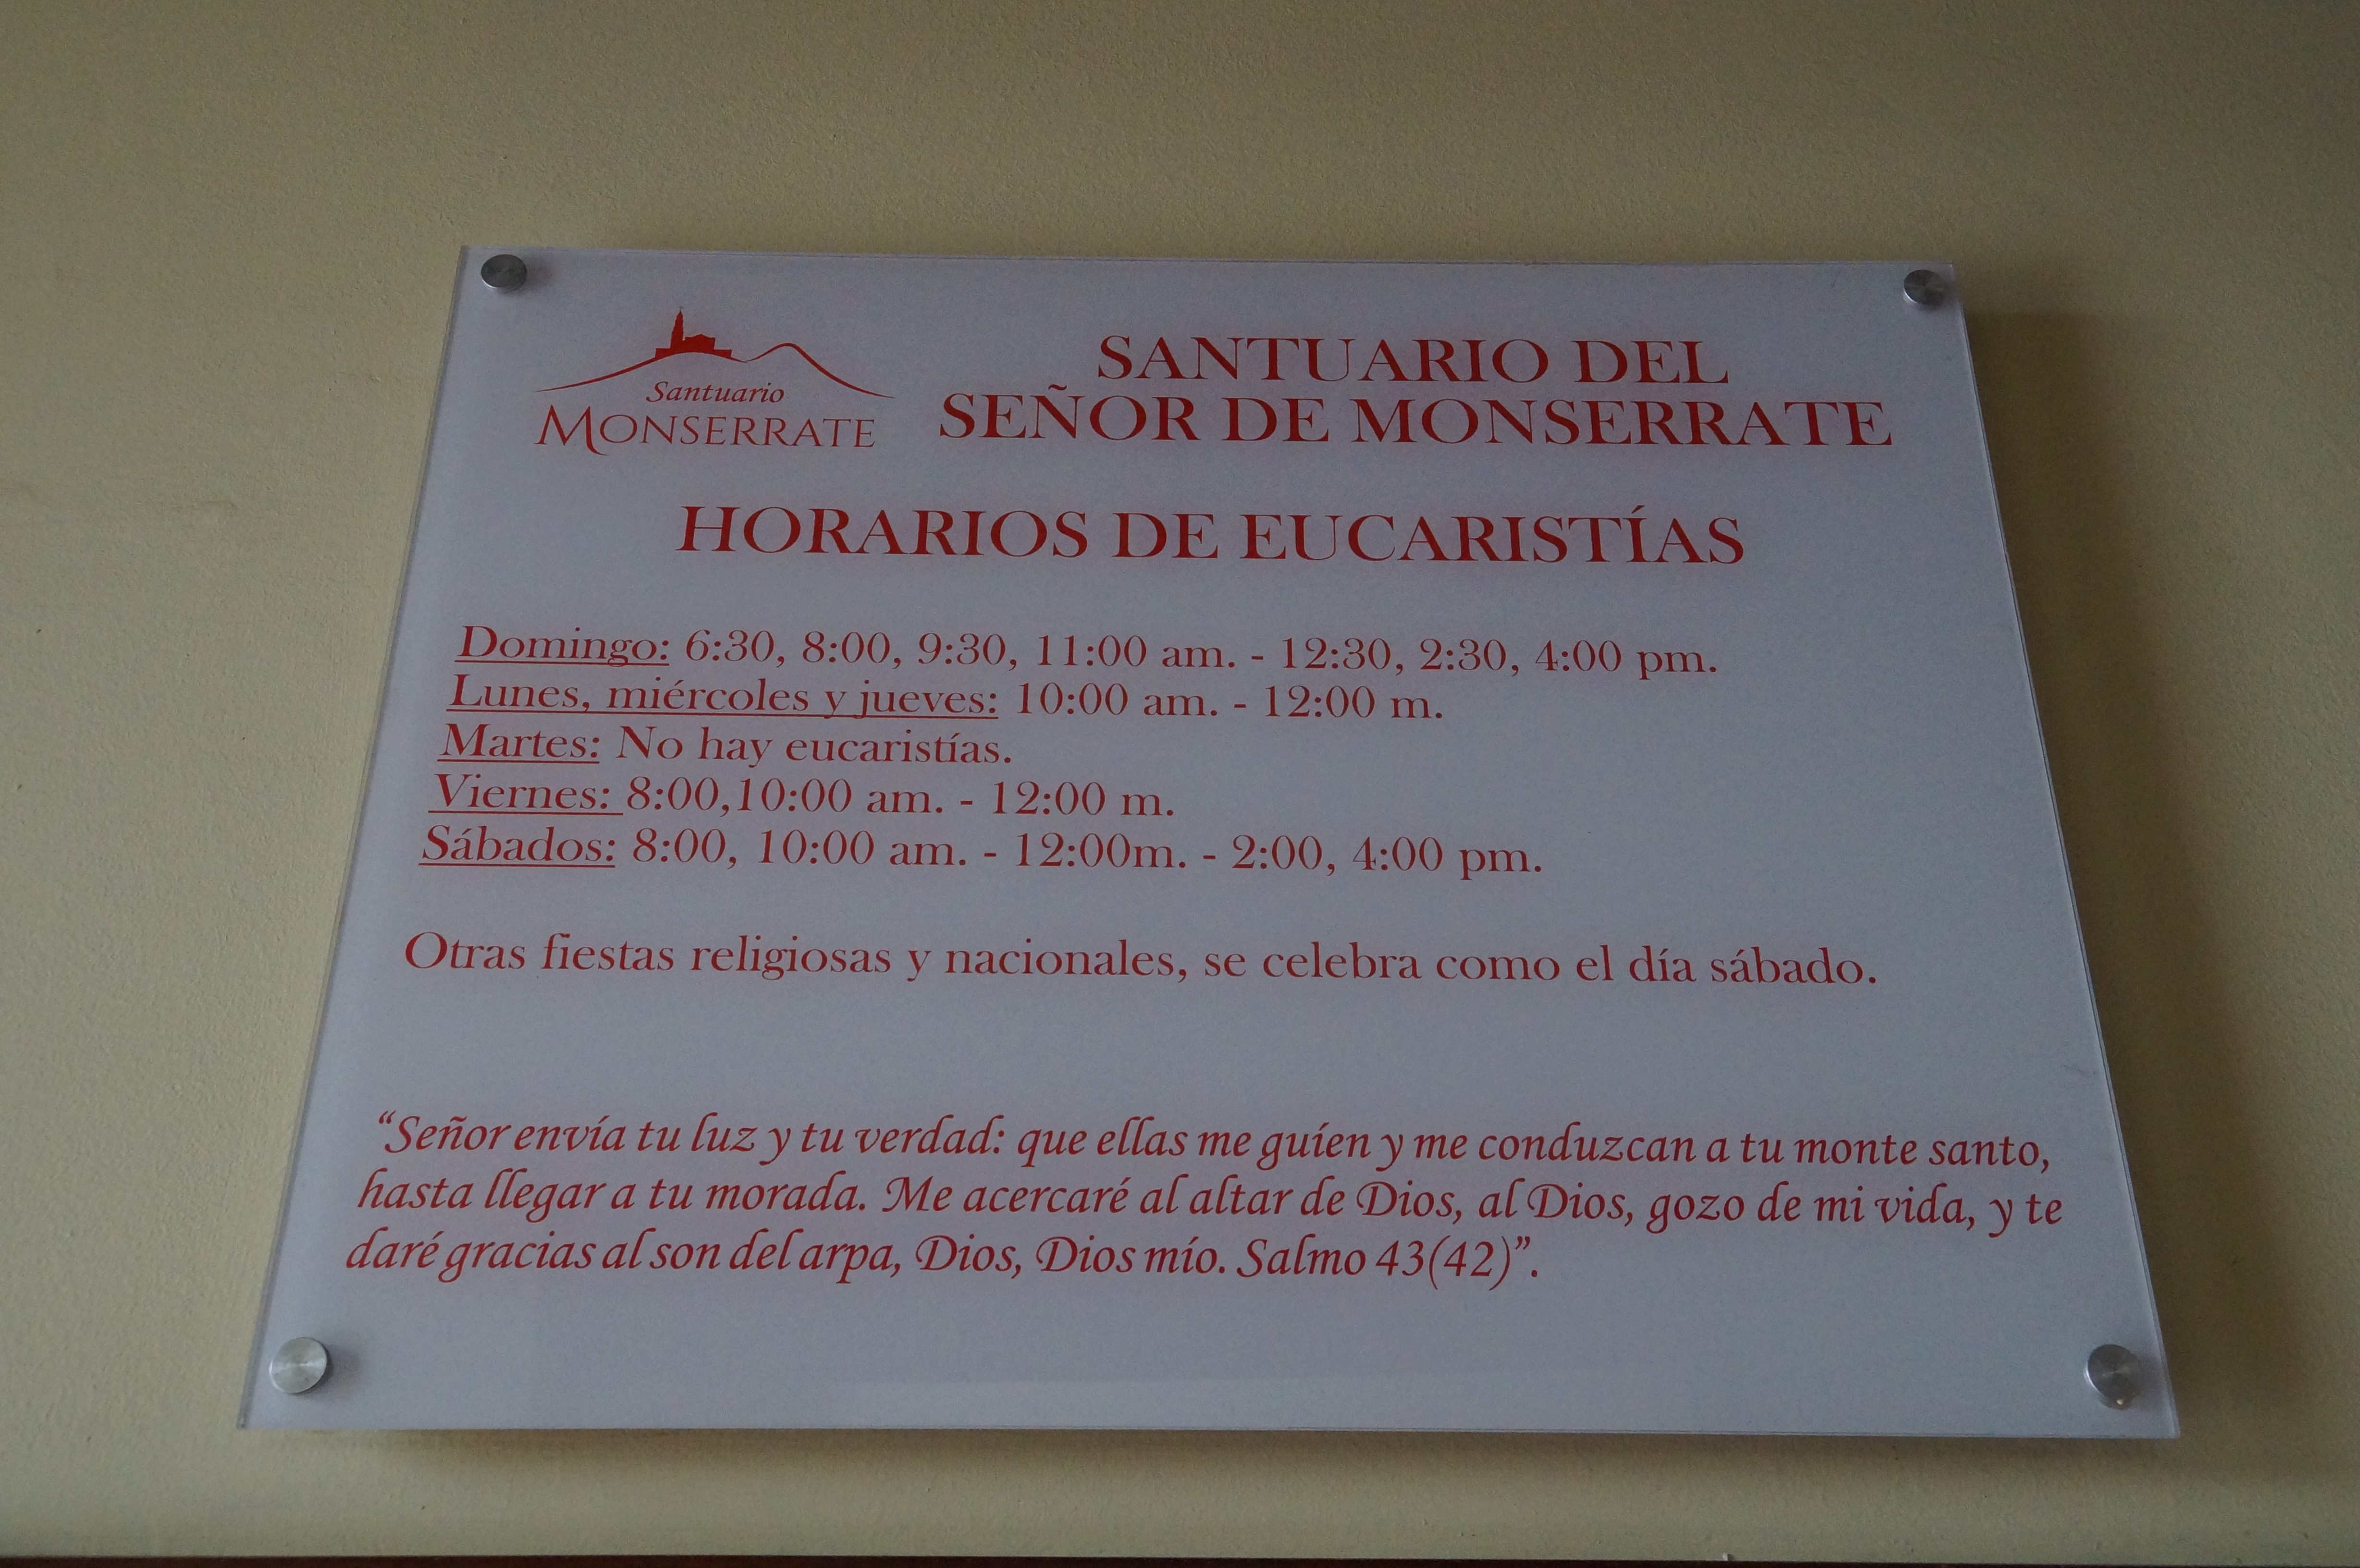 Santuario
MONSERRATE
SANTUARIO DEL
SEÑOR DE MONSERRATE
HORARIOS DE EUCARISTÍAS
Domingo: 6:30, 8:00, 9:30, 11:00 am. - 12:30, 2:30, 4:00 pm.
Lunes, miércoles y jueves: 10:00 am. - 12:00 m.
Martes: No hay eucaristías.
Viernes: 8:00,10:00 am. - 12:00 m.
Sábados: 8:00, 10:00 am. - 12:00m. - 2:00, 4:00 pm.
Otras fiestas religiosas y nacionales, se celebra como el día sábado.
“Señor envía tu luz y tu verdad: que ellas me guíen y me conduzcan a tu monte santo,
hasta llegar a tu morada. Me acercaré al altar de Dios, al Dios, gozo de mi vida, y te
daré gracias al son del arpa, Dios, Dios mío. Salmo 43(42)”.